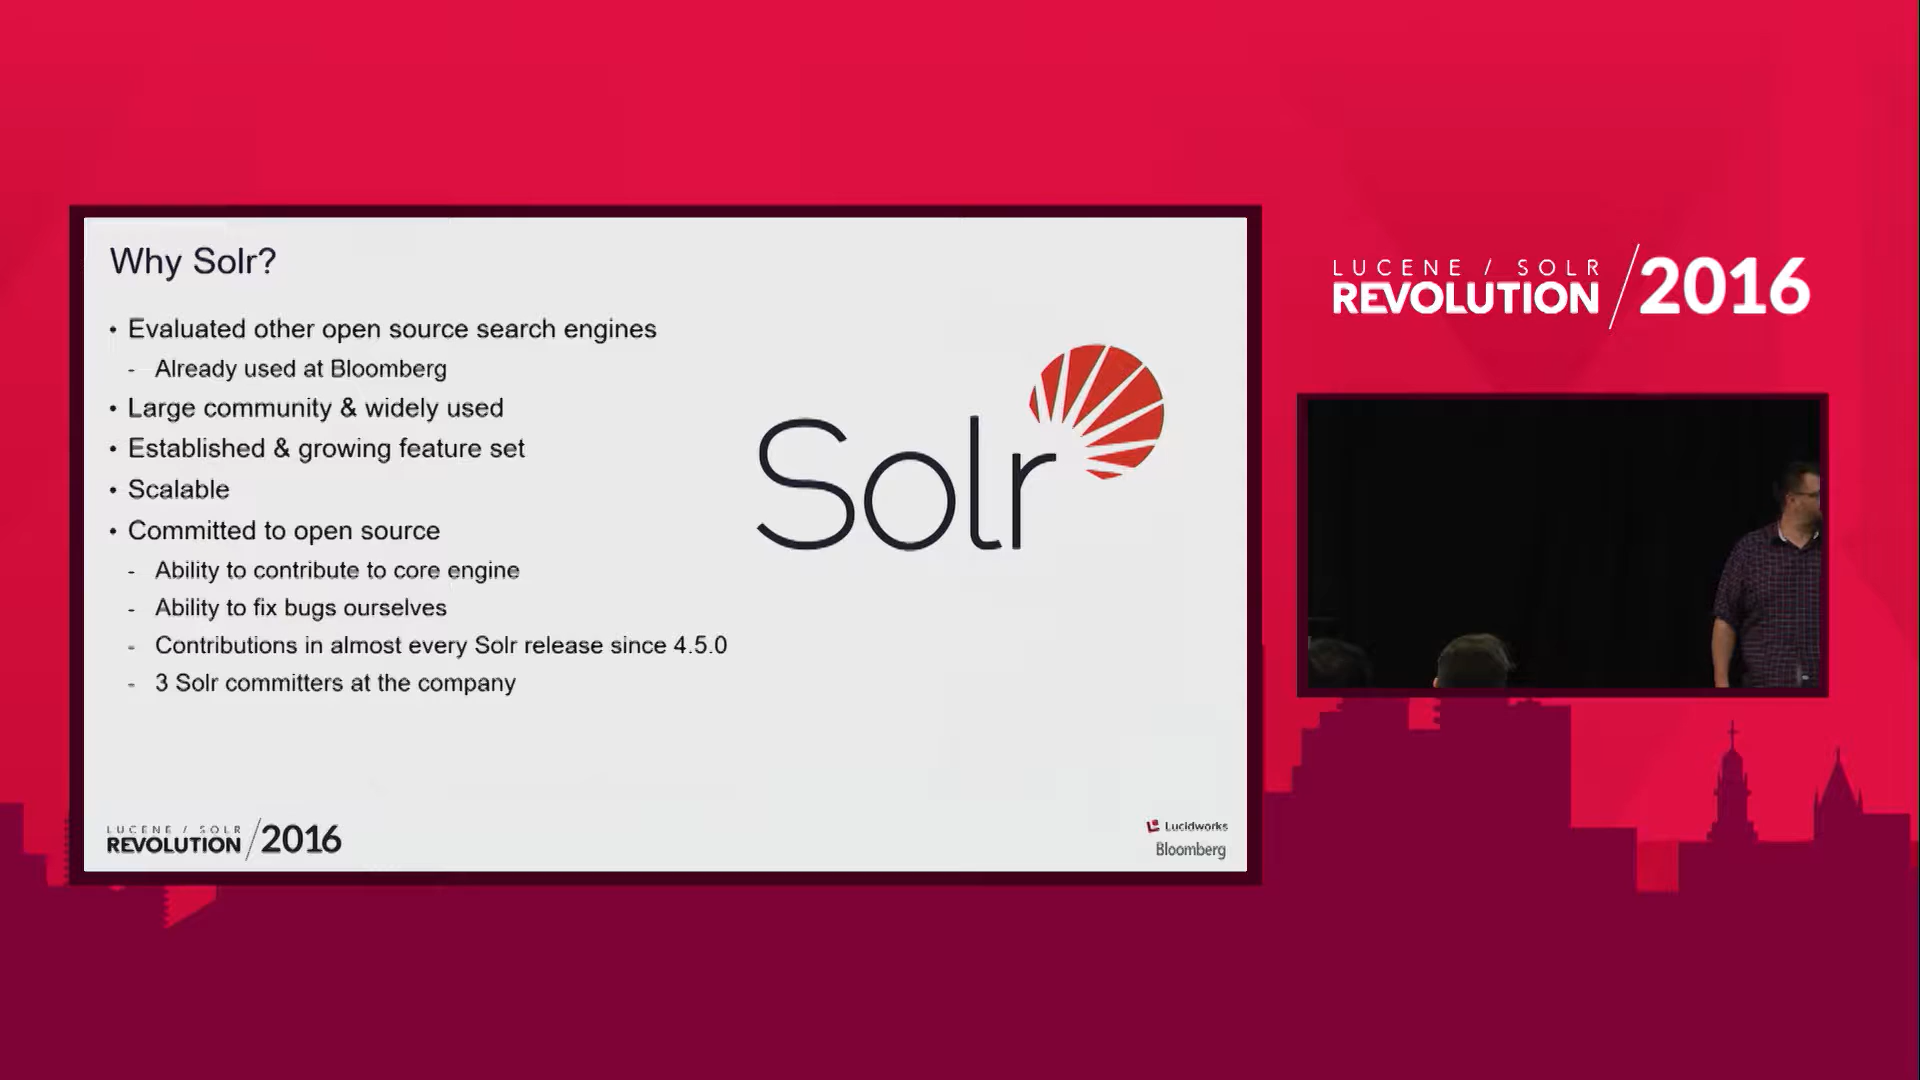 Why Solr?
• Evaluated other open source search engines
- Already used at Bloomberg
• Large community & widely used
• Established & growing feature set
• Scalable
• Committed to open source
- Ability to contribute to core engine
- Ability to fix bugs ourselves
- Contributions in almost every Solr release since 4.5.0
- 3 Solr committers at the company
Solr
LUCENE / SOLR
REVOLUTION / 2016
Lucidworks
Bloomberg
LUCENE / SOLR
REVOLUTION / 2016